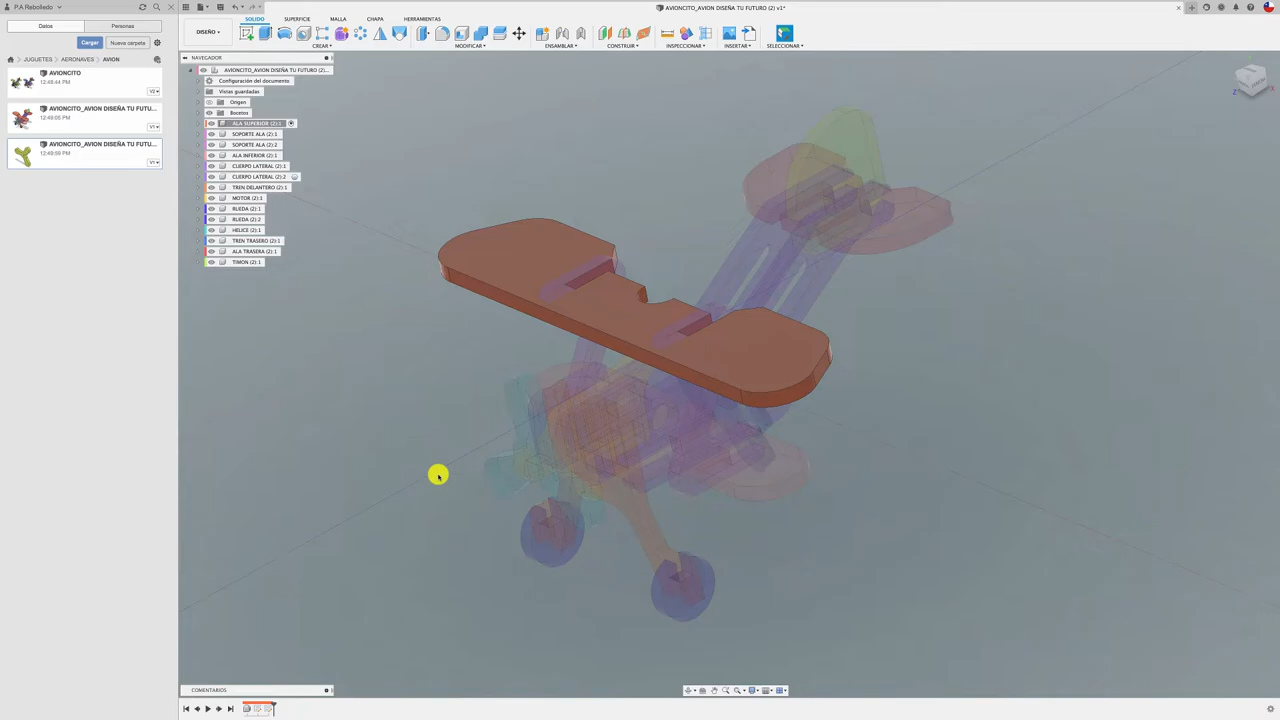 P.A Rebolledo
AVIONCITO_AVION DISEÑA TU FUTURO (2) v1*
Datos
Personas
Cargar
Nueva carpeta
JUGUETES > AERONAVES > AVION
AVIONCITO
12:48:44 PM
V2
AVIONCITO_AVION DISEÑA TU FUTU...
12:49:05 PM
V1
AVIONCITO_AVION DISEÑA TU FUTU...
12:49:59 PM
V1
SOLIDO
SUPERFICIE
MALLA
CHAPA
HERRAMIENTAS
DISEÑO
CREAR
MODIFICAR
ENSAMBLAR
CONSTRUIR
INSPECCIONAR
INSERTAR
SELECCIONAR
NAVEGADOR
AVIONCITO_AVION DISEÑA TU FUTURO (2)...
Configuración del documento
Vistas guardadas
Origen
Bocetos
ALA SUPERIOR (2):1
SOPORTE ALA (2):1
SOPORTE ALA (2):2
ALA INFERIOR (2):1
CUERPO LATERAL (2):1
CUERPO LATERAL (2):2
TREN DELANTERO (2):1
MOTOR (2):1
RUEDA (2):1
RUEDA (2):2
HELICE (2):1
TREN TRASERO (2):1
ALA TRASERA (2):1
TIMON (2):1
Z
X
COMENTARIOS